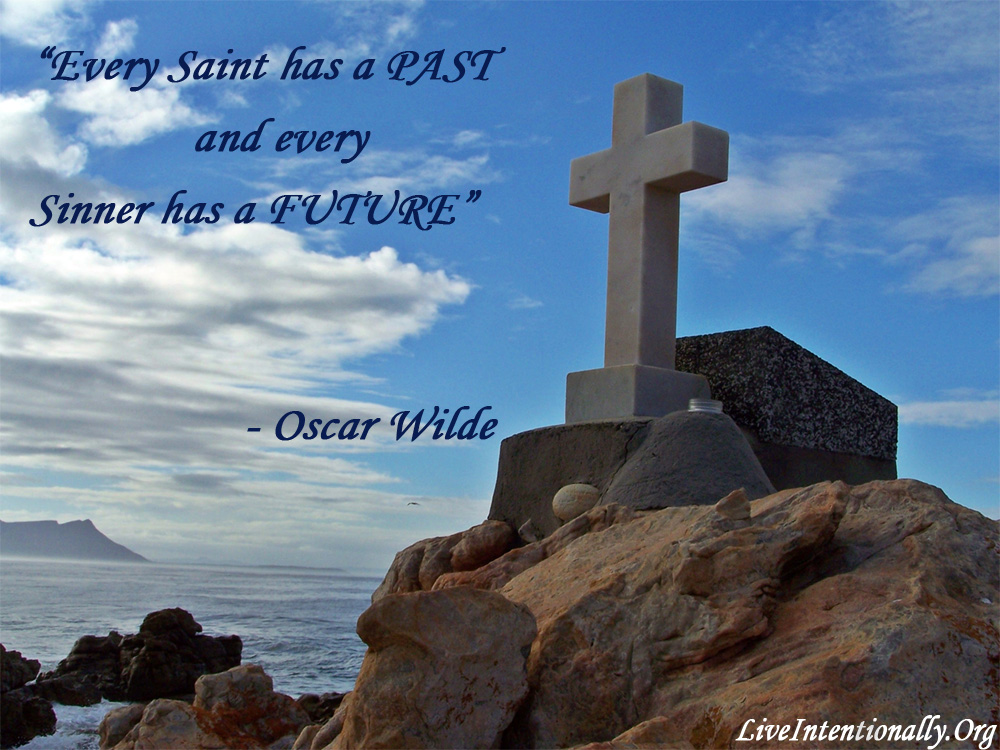 “Every Saint has a PAST
and every
Sinner has a FUTURE”
- Oscar Wilde
LiveIntentionally.Org